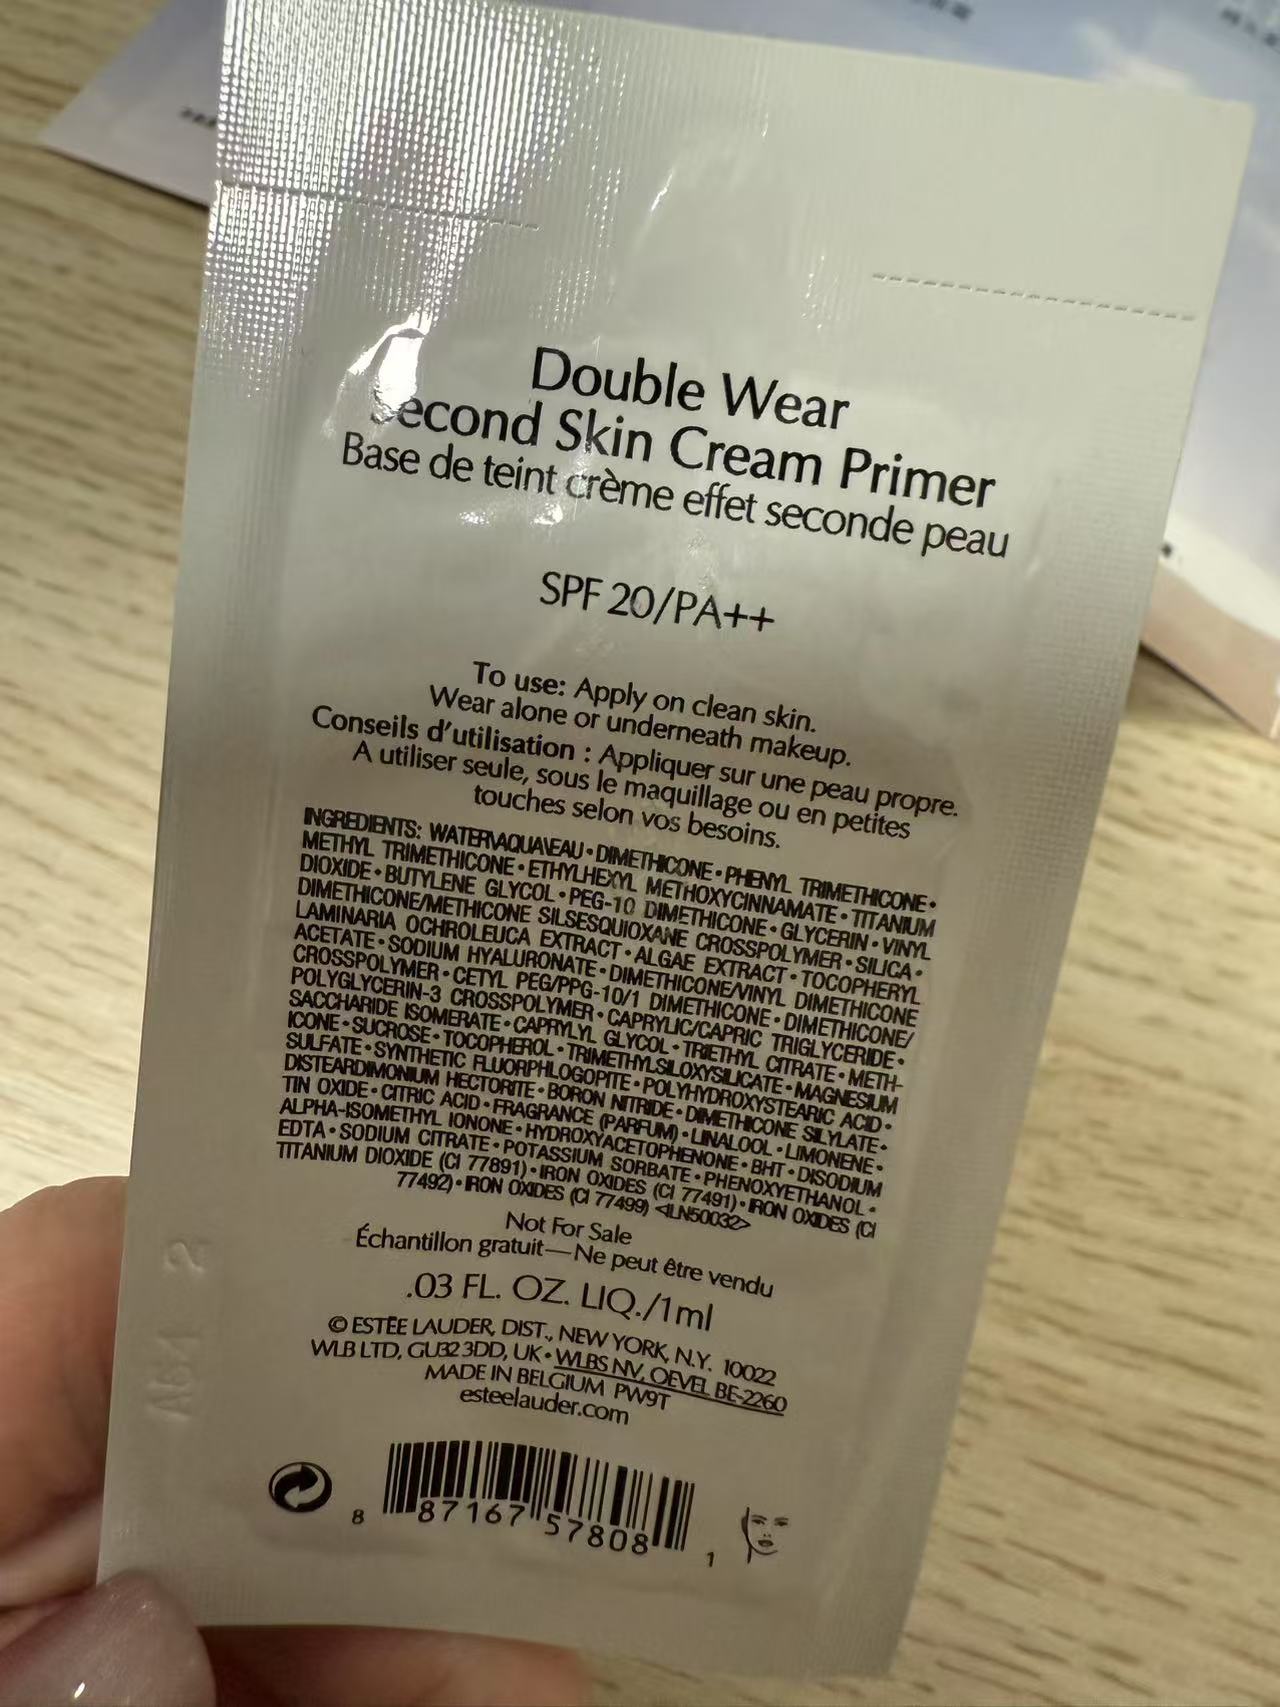 Double Wear
Second Skin Cream Primer
Base de teint crème effet seconde peau
SPF 20/PA++
To use: Apply on clean skin.
Wear alone or underneath makeup.
Conseils d'utilisation : Appliquer sur une peau propre.
A utiliser seule, sous le maquillage ou en petites
touches selon vos besoins.
INGREDIENTS: WATER\AQUA\EAU • DIMETHICONE • PHENYL TRIMETHICONE •
METHYL TRIMETHICONE • ETHYLHEXYL METHOXYCINNAMATE • TITANIUM
DIOXIDE • BUTYLENE GLYCOL • PEG-10 DIMETHICONE • GLYCERIN • VINYL
DIMETHICONE/METHICONE SILSESQUIOXANE CROSSPOLYMER • SILICA •
LAMINARIA OCHROLEUCA EXTRACT • ALGAE EXTRACT • TOCOPHERYL
ACETATE • SODIUM HYALURONATE • DIMETHICONE/VINYL DIMETHICONE
CROSSPOLYMER • CETYL PEG/PPG-10/1 DIMETHICONE • DIMETHICONE/
POLYGLYCERIN-3 CROSSPOLYMER • CAPRYLIC/CAPRIC TRIGLYCERIDE •
SACCHARIDE ISOMERATE • CAPRYLYL GLYCOL • TRIETHYL CITRATE • METH-
ICONE • SUCROSE • TOCOPHEROL • TRIMETHYLSILOXYSILICATE • MAGNESIUM
SULFATE • SYNTHETIC FLUORPHLOGOPITE • POLYHYDROXYSTEARIC ACID •
DISTEARDIMONIUM HECTORITE • BORON NITRIDE • DIMETHICONE SILYLATE •
TIN OXIDE • CITRIC ACID • FRAGRANCE (PARFUM) • LINALOOL • LIMONENE •
ALPHA-ISOMETHYL IONONE • HYDROXYACETOPHENONE • BHT • DISODIUM
EDTA • SODIUM CITRATE • POTASSIUM SORBATE • PHENOXYETHANOL •
TITANIUM DIOXIDE (CI 77891) • IRON OXIDES (CI 77491) • IRON OXIDES (CI
77492) • IRON OXIDES (CI 77499) <ILN50032>
Not For Sale
Échantillon gratuit—Ne peut être vendu
.03 FL. OZ. LIQ./1ml
© ESTĒE LAUDER, DIST., NEW YORK, N.Y. 10022
WLB LTD, GU32 3DD, UK • WLBS NV, OEVEL BE-2260
MADE IN BELGIUM PW9T
esteelauder.com
8 87167 57808 1